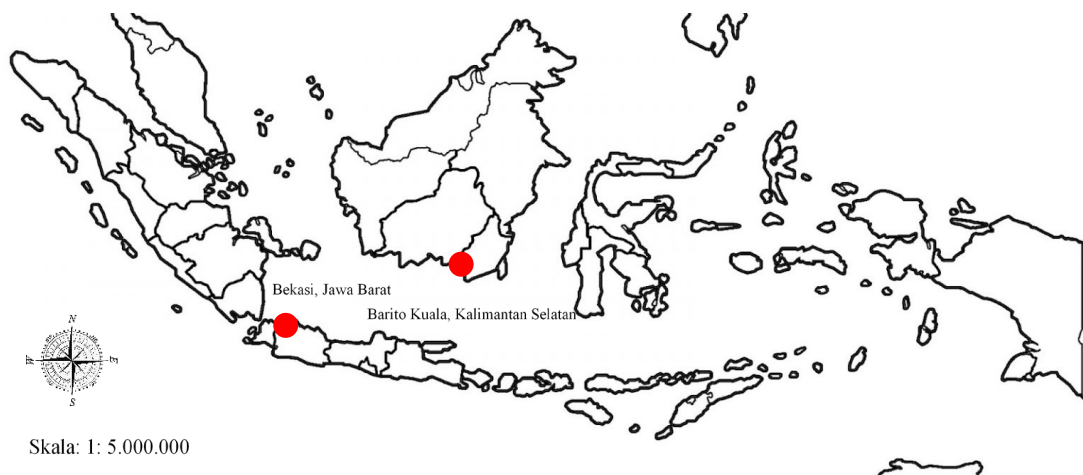 Bekasi, Jawa Barat
Barito Kuala, Kalimantan Selatan
N
W
E
S
Skala: 1: 5.000.000